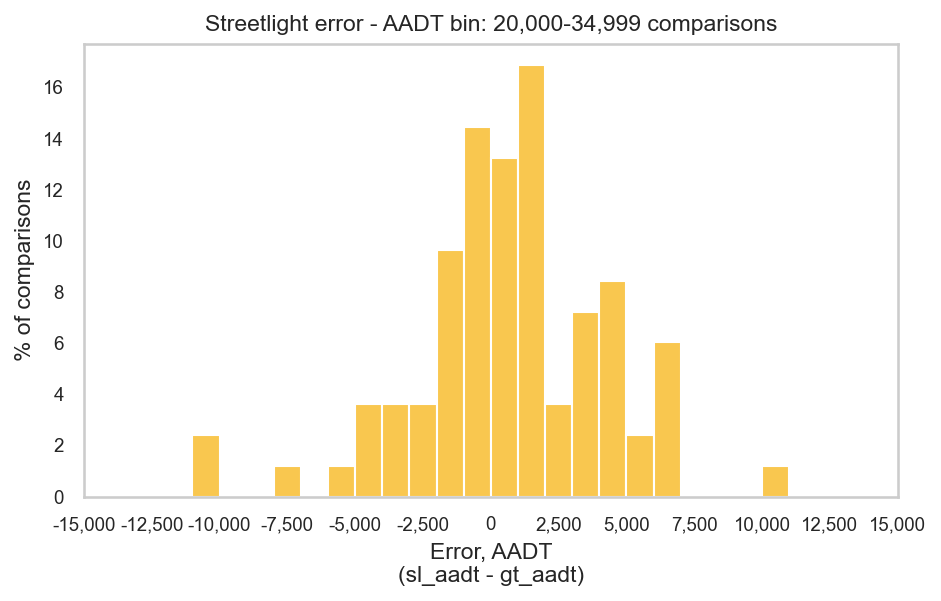 Streetlight error - AADT bin: 20,000-34,999 comparisons
% of comparisons
16
14
12
10
8
6
4
2
0
-15,000 -12,500 -10,000 -7,500 -5,000 -2,500 0 2,500 5,000 7,500 10,000 12,500 15,000
Error, AADT
(sl_aadt - gt_aadt)